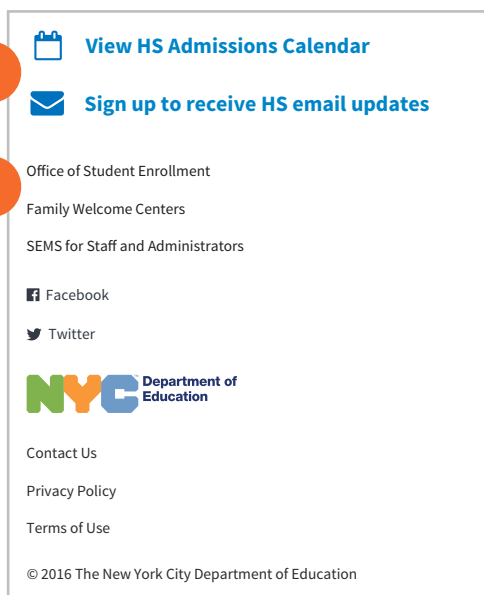 View HS Admissions Calendar
Sign up to receive HS email updates
Office of Student Enrollment
Family Welcome Centers
SEMS for Staff and Administrators
Facebook
Twitter
NYC Department of
Education
Contact Us
Privacy Policy
Terms of Use
© 2016 The New York City Department of Education